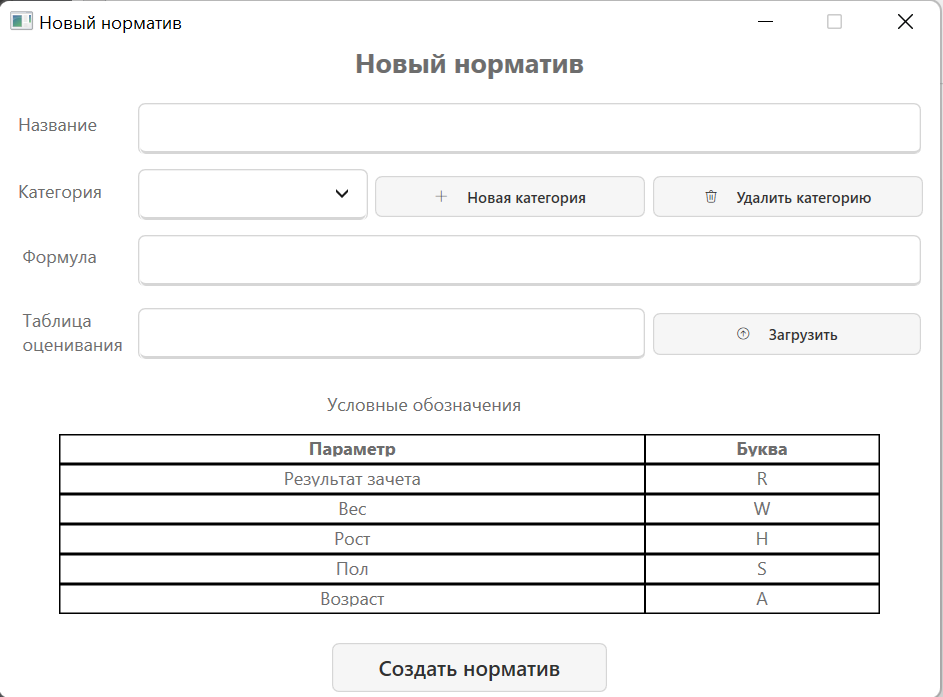 Новый норматив
Новый норматив
Название
Категория
Новая категория
Удалить категорию
Формула
Таблица
оценивания
Загрузить
Условные обозначения
Параметр Буква
Результат зачета R
Вес W
Рост H
Пол S
Возраст A
Создать норматив